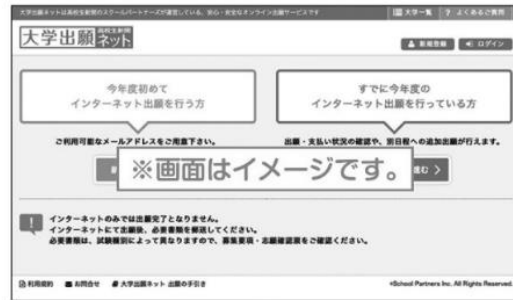 大学出願ネットは高校生新聞のスクールパートナーズが運営している、安心・安全なオンライン出願サービスです
大学一覧 ? よくあるご質問
大学出願 高校生新聞 ネット
新規登録 ログイン
今年度初めて
インターネット出願を行う方
すでに今年度の
インターネット出願を行っている方
ご利用可能なメールアドレスをご用意下さい。
出願・支払い状況の確認や、別日程への追加出願が行えます。
※画面はイメージです。
進む >
! インターネットのみでは出願完了となりません。
インターネットにて出願後、必要書類を郵送してください。
必要書類は、試験種別によって異なりますので、募集要項・志願確認票をご確認ください。
利用規約 お問合せ 大学出願ネット 出願の手引き
©School Partners Inc. All Rights Reserved.